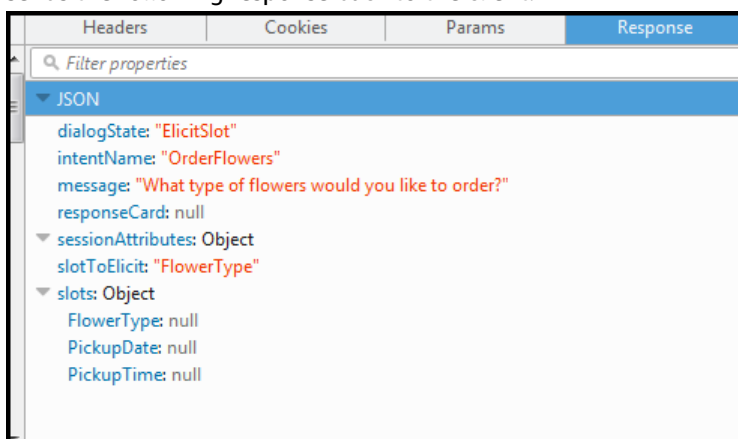 Headers Cookies Params Response
Filter properties
JSON
dialogState: "ElicitSlot"
intentName: "OrderFlowers"
message: "What type of flowers would you like to order?"
responseCard: null
sessionAttributes: Object
slotToElicit: "FlowerType"
slots: Object
FlowerType: null
PickupDate: null
PickupTime: null